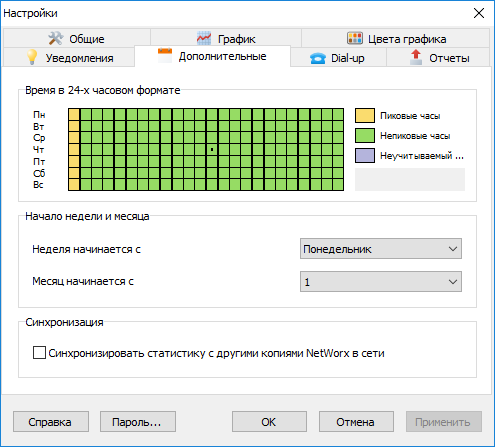 Настройки
Общие
График
Цвета графика
Уведомления
Дополнительные
Dial-up
Отчеты
Время в 24-х часовом формате
Пн
Вт
Ср
Чт
Пт
Сб
Вс
Пиковые часы
Непиковые часы
Неучитываемый ...
Начало недели и месяца
Неделя начинается с
Понедельник
Месяц начинается с
1
Синхронизация
Синхронизировать статистику с другими копиями NetWorx в сети
Справка
Пароль...
OK
Отмена
Применить